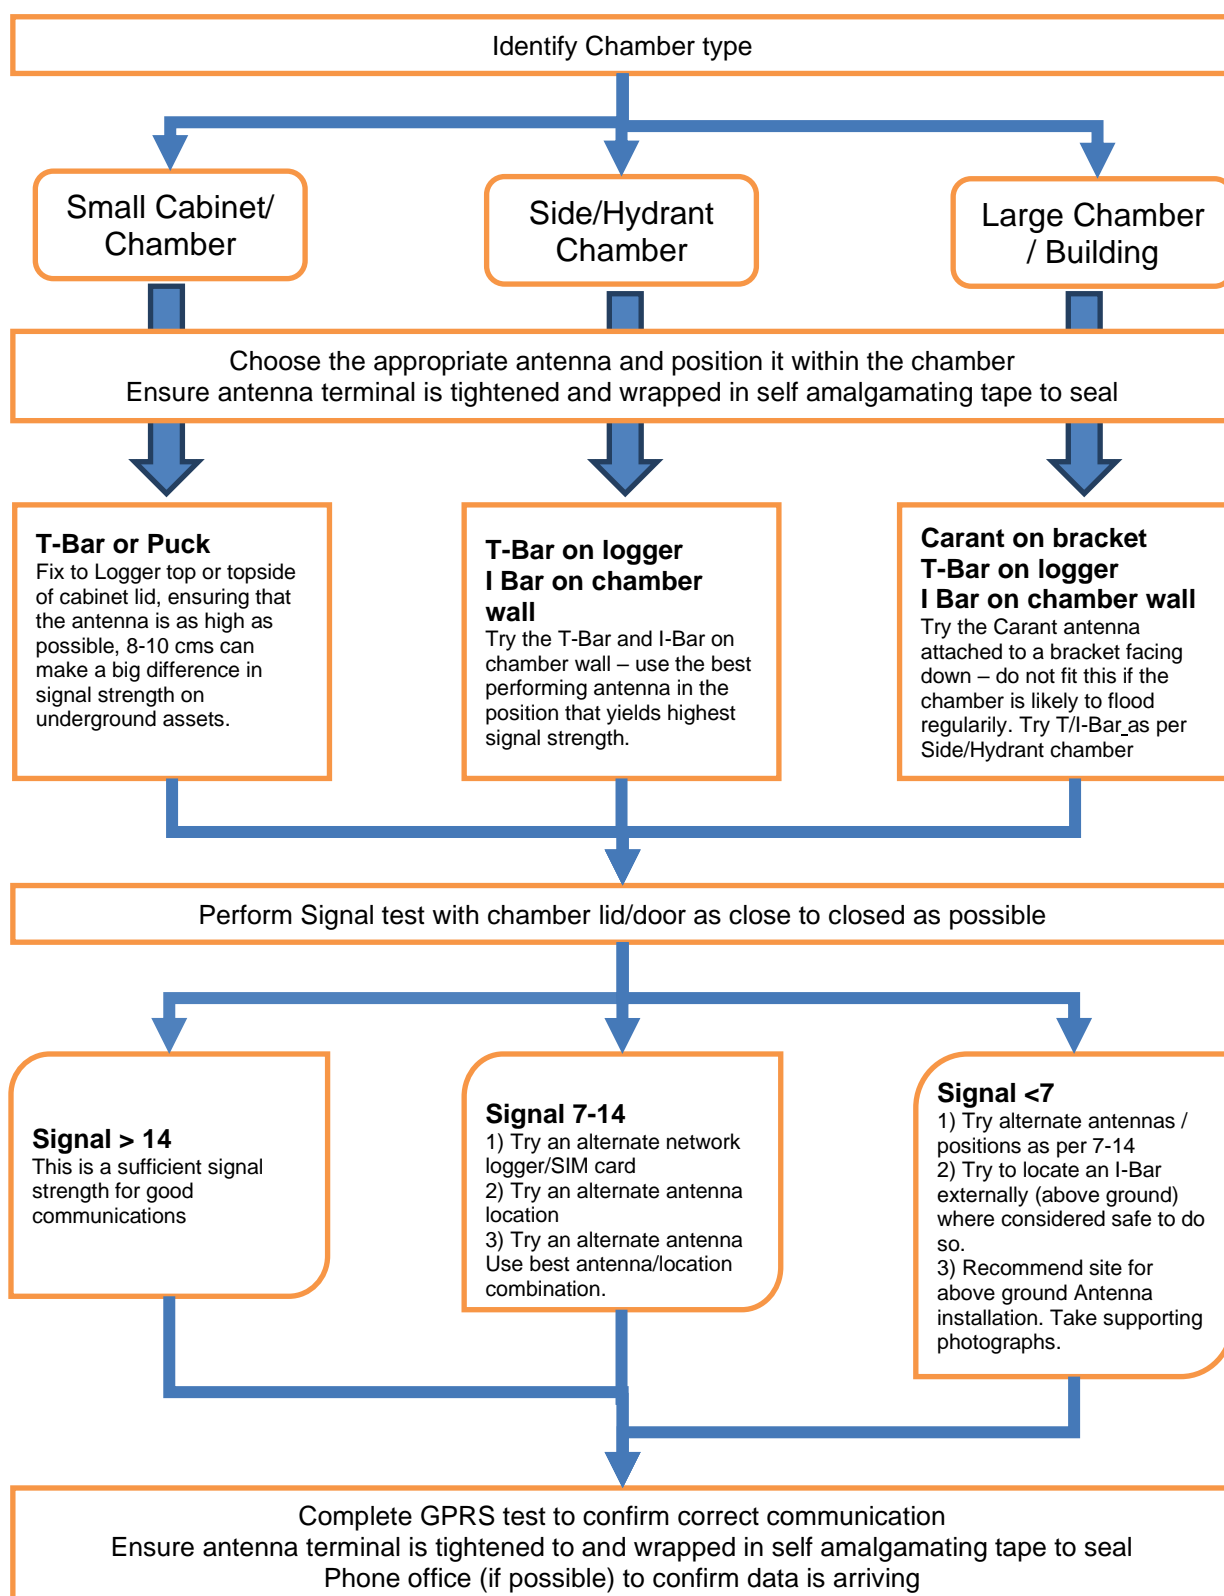 Identify Chamber type
Small Cabinet/
Chamber
Side/Hydrant
Chamber
Large Chamber
/ Building
Choose the appropriate antenna and position it within the chamber
Ensure antenna terminal is tightened and wrapped in self amalgamating tape to seal
T-Bar or Puck
Fix to Logger top or topside
of cabinet lid, ensuring that
the antenna is as high as
possible, 8-10 cms can
make a big difference in
signal strength on
underground assets.
T-Bar on logger
I Bar on chamber
wall
Try the T-Bar and I-Bar on
chamber wall – use the best
performing antenna in the
position that yields highest
signal strength.
Carant on bracket
T-Bar on logger
I Bar on chamber wall
Try the Carant antenna
attached to a bracket facing
down – do not fit this if the
chamber is likely to flood
regularily. Try T/I-Bar as per
Side/Hydrant chamber
Perform Signal test with chamber lid/door as close to closed as possible
Signal > 14
This is a sufficient signal
strength for good
communications
Signal 7-14
1) Try an alternate network
logger/SIM card
2) Try an alternate antenna
location
3) Try an alternate antenna
Use best antenna/location
combination.
Signal <7
1) Try alternate antennas /
positions as per 7-14
2) Try to locate an I-Bar
externally (above ground)
where considered safe to do
so.
3) Recommend site for
above ground Antenna
installation. Take supporting
photographs.
Complete GPRS test to confirm correct communication
Ensure antenna terminal is tightened to and wrapped in self amalgamating tape to seal
Phone office (if possible) to confirm data is arriving